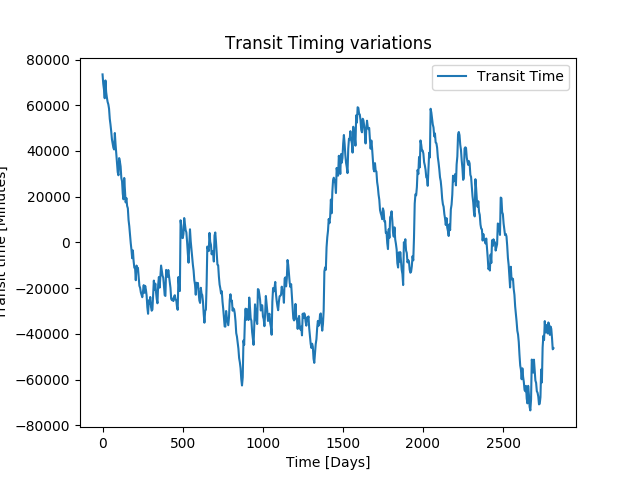 Transit Timing variations
Transit Time
80000
60000
40000
20000
0
−20000
−40000
−60000
−80000
Transit time [Minutes]
0 500 1000 1500 2000 2500
Time [Days]